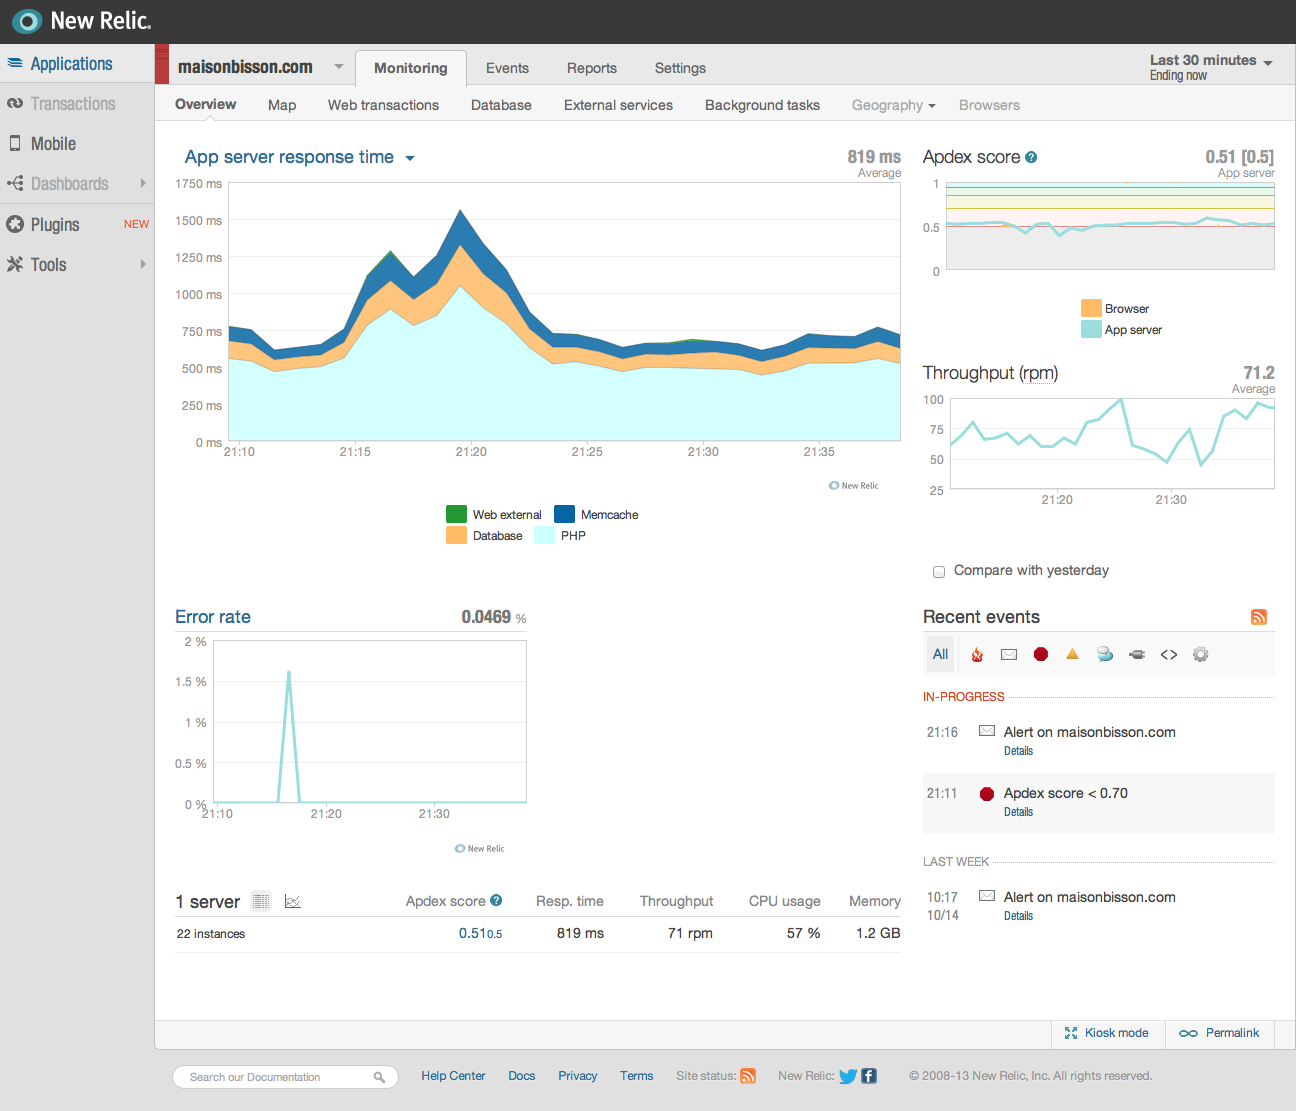 New Relic.
Applications
Transactions
Mobile
Dashboards
Plugins NEW
Tools
maisonbisson.com
Monitoring Events Reports Settings
Last 30 minutes
Ending now
Overview Map Web transactions Database External services Background tasks Geography Browsers
App server response time
819 ms
Average
1750 ms
1500 ms
1250 ms
1000 ms
750 ms
500 ms
250 ms
0 ms
21:10 21:15 21:20 21:25 21:30 21:35
New Relic
Web external Memcache
Database PHP
Apdex score ?
0.51 [0.5]
App server
1
0.5
0
Browser
App server
Throughput (rpm)
71.2
Average
100
75
50
25
21:20 21:30
Compare with yesterday
Error rate 0.0469 %
2 %
1.5 %
1 %
0.5 %
0 %
21:10 21:20 21:30
New Relic
Recent events
All
IN-PROGRESS
21:16 Alert on maisonbisson.com
Details
21:11 Apdex score < 0.70
Details
LAST WEEK
10:17 Alert on maisonbisson.com
10/14 Details
1 server Apdex score ? Resp. time Throughput CPU usage Memory
22 instances 0.51 0.5 819 ms 71 rpm 57 % 1.2 GB
Kiosk mode Permalink
Search our Documentation Help Center Docs Privacy Terms Site status: New Relic: © 2008-13 New Relic, Inc. All rights reserved.